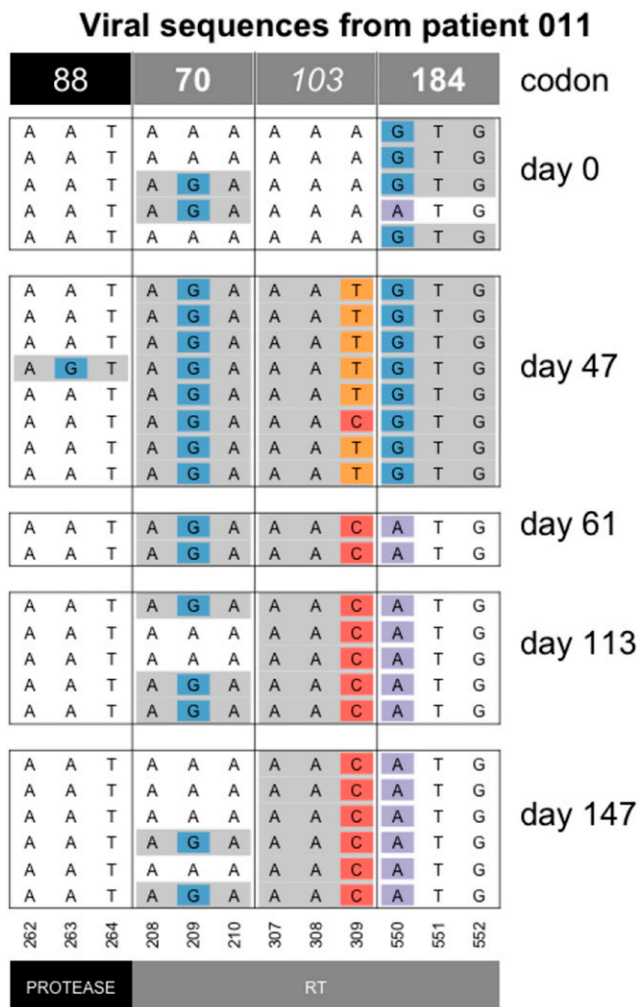 Viral sequences from patient 011
88 70 103 184 codon
A A T A A A A A A G T G
A A T A A A A A A G T G
A A T A G A A A A G T G
A A T A G A A A A A T G
A A T A A A A A A G T G
day 0
A A T A G A A A T G T G
A A T A G A A A T G T G
A A T A G A A A T G T G
A G T A G A A A T G T G
A A T A G A A A T G T G
A A T A G A A A C G T G
A A T A G A A A T G T G
A A T A G A A A T G T G
day 47
A A T A G A A A C A T G
A A T A G A A A C A T G
day 61
A A T A G A A A C A T G
A A T A A A A A C A T G
A A T A A A A A C A T G
A A T A G A A A C A T G
A A T A G A A A C A T G
day 113
A A T A A A A A C A T G
A A T A A A A A C A T G
A A T A A A A A C A T G
A A T A G A A A C A T G
A A T A A A A A C A T G
A A T A G A A A C A T G
day 147
262 263 264 208 209 210 307 308 309 550 551 552
PROTEASE RT